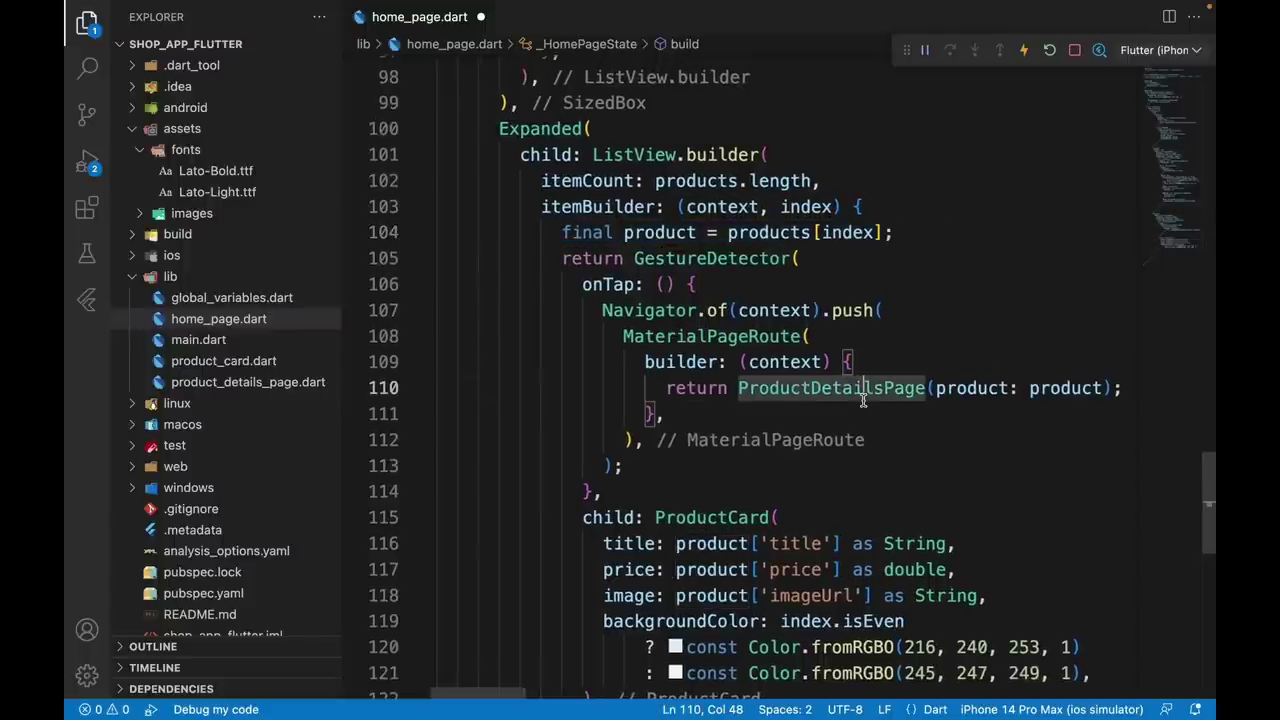 EXPLORER
SHOP_APP_FLUTTER
.dart_tool
.idea
android
assets
fonts
Aa Lato-Bold.ttf
Aa Lato-Light.ttf
images
build
ios
lib
global_variables.dart
home_page.dart
main.dart
product_card.dart
product_details_page.dart
linux
macos
test
web
windows
.gitignore
.metadata
analysis_options.yaml
pubspec.lock
pubspec.yaml
README.md
shop_app_flutter.iml
OUTLINE
TIMELINE
DEPENDENCIES
1
2
home_page.dart
lib > home_page.dart > _HomePageState > build
Flutter (iPhon
98 ), // ListView.builder
99 ), // SizedBox
100 Expanded(
101 child: ListView.builder(
102 itemCount: products.length,
103 itemBuilder: (context, index) {
104 final product = products[index];
105 return GestureDetector(
106 onTap: () {
107 Navigator.of(context).push(
108 MaterialPageRoute(
109 builder: (context) {
110 return ProductDetailsPage(product: product);
111 },
112 ), // MaterialPageRoute
113 );
114 },
115 child: ProductCard(
116 title: product['title'] as String,
117 price: product['price'] as double,
118 image: product['imageUrl'] as String,
119 backgroundColor: index.isEven
120 ? const Color.fromRGBO(216, 240, 253, 1)
121 : const Color.fromRGBO(245, 247, 249, 1),
122 ), // ProductCard
0 0 Debug my code Ln 110, Col 48 Spaces: 2 UTF-8 LF {} Dart iPhone 14 Pro Max (ios simulator)